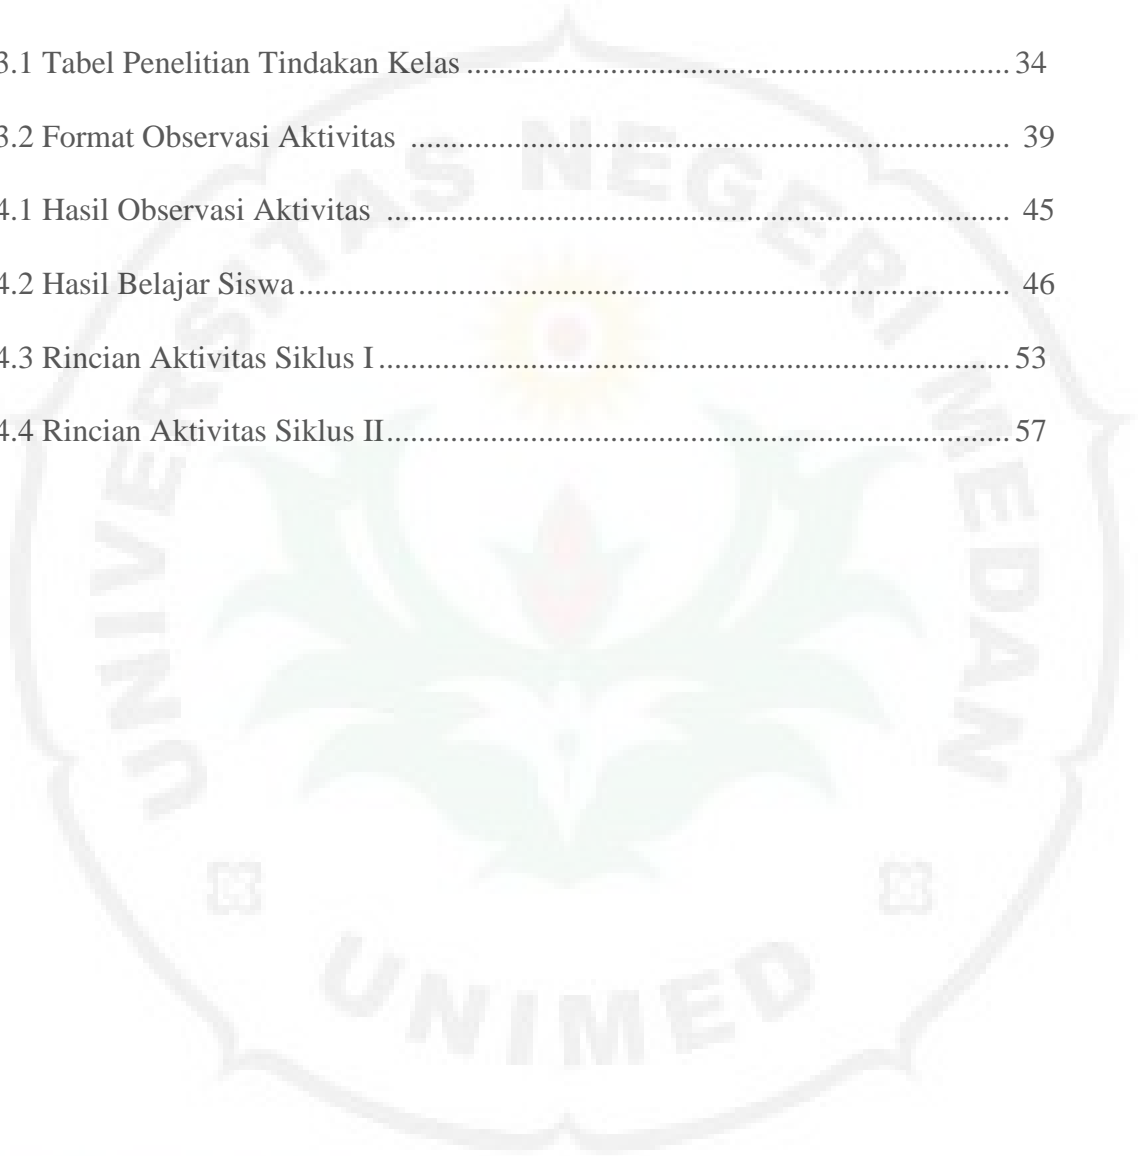 3.1 Tabel Penelitian Tindakan Kelas .................................................................... 34
3.2 Format Observasi Aktivitas ........................................................................... 39
4.1 Hasil Observasi Aktivitas .............................................................................. 45
4.2 Hasil Belajar Siswa ......................................................................................... 46
4.3 Rincian Aktivitas Siklus I ............................................................................... 53
4.4 Rincian Aktivitas Siklus II .............................................................................. 57
UNIVERSITAS NEGERI MEDAN
UNIMED